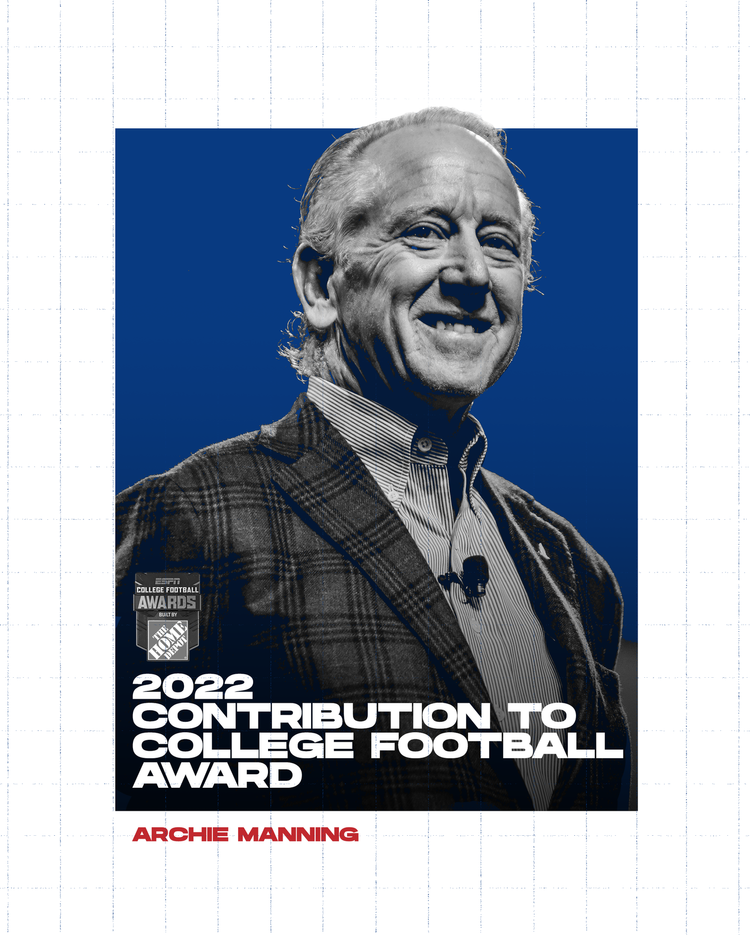 ESPN
COLLEGE FOOTBALL
AWARDS
BUILT BY
THE
HOME
DEPOT
2022
CONTRIBUTION TO
COLLEGE FOOTBALL
AWARD
ARCHIE MANNING